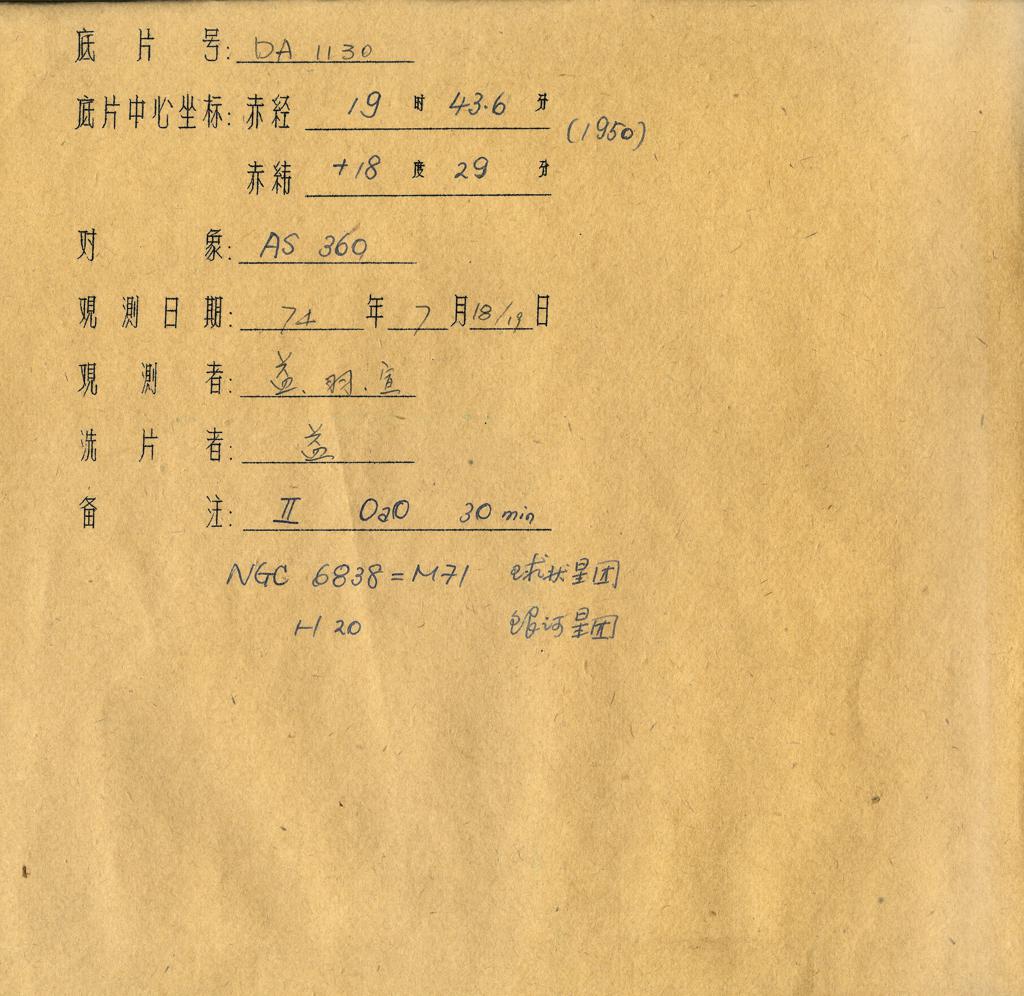 底片号: DA 1130
底片中心坐标: 赤经 19 时 43.6 分 (1950)
赤纬 +18 度 29 分
对象: AS 360
观测日期: 74 年 7 月 18/19 日
观测者: 益、羽、宣
洗片者: 益
备注: II OaO 30 min
NGC 6838 = M71 球状星团
H 20 银河星团